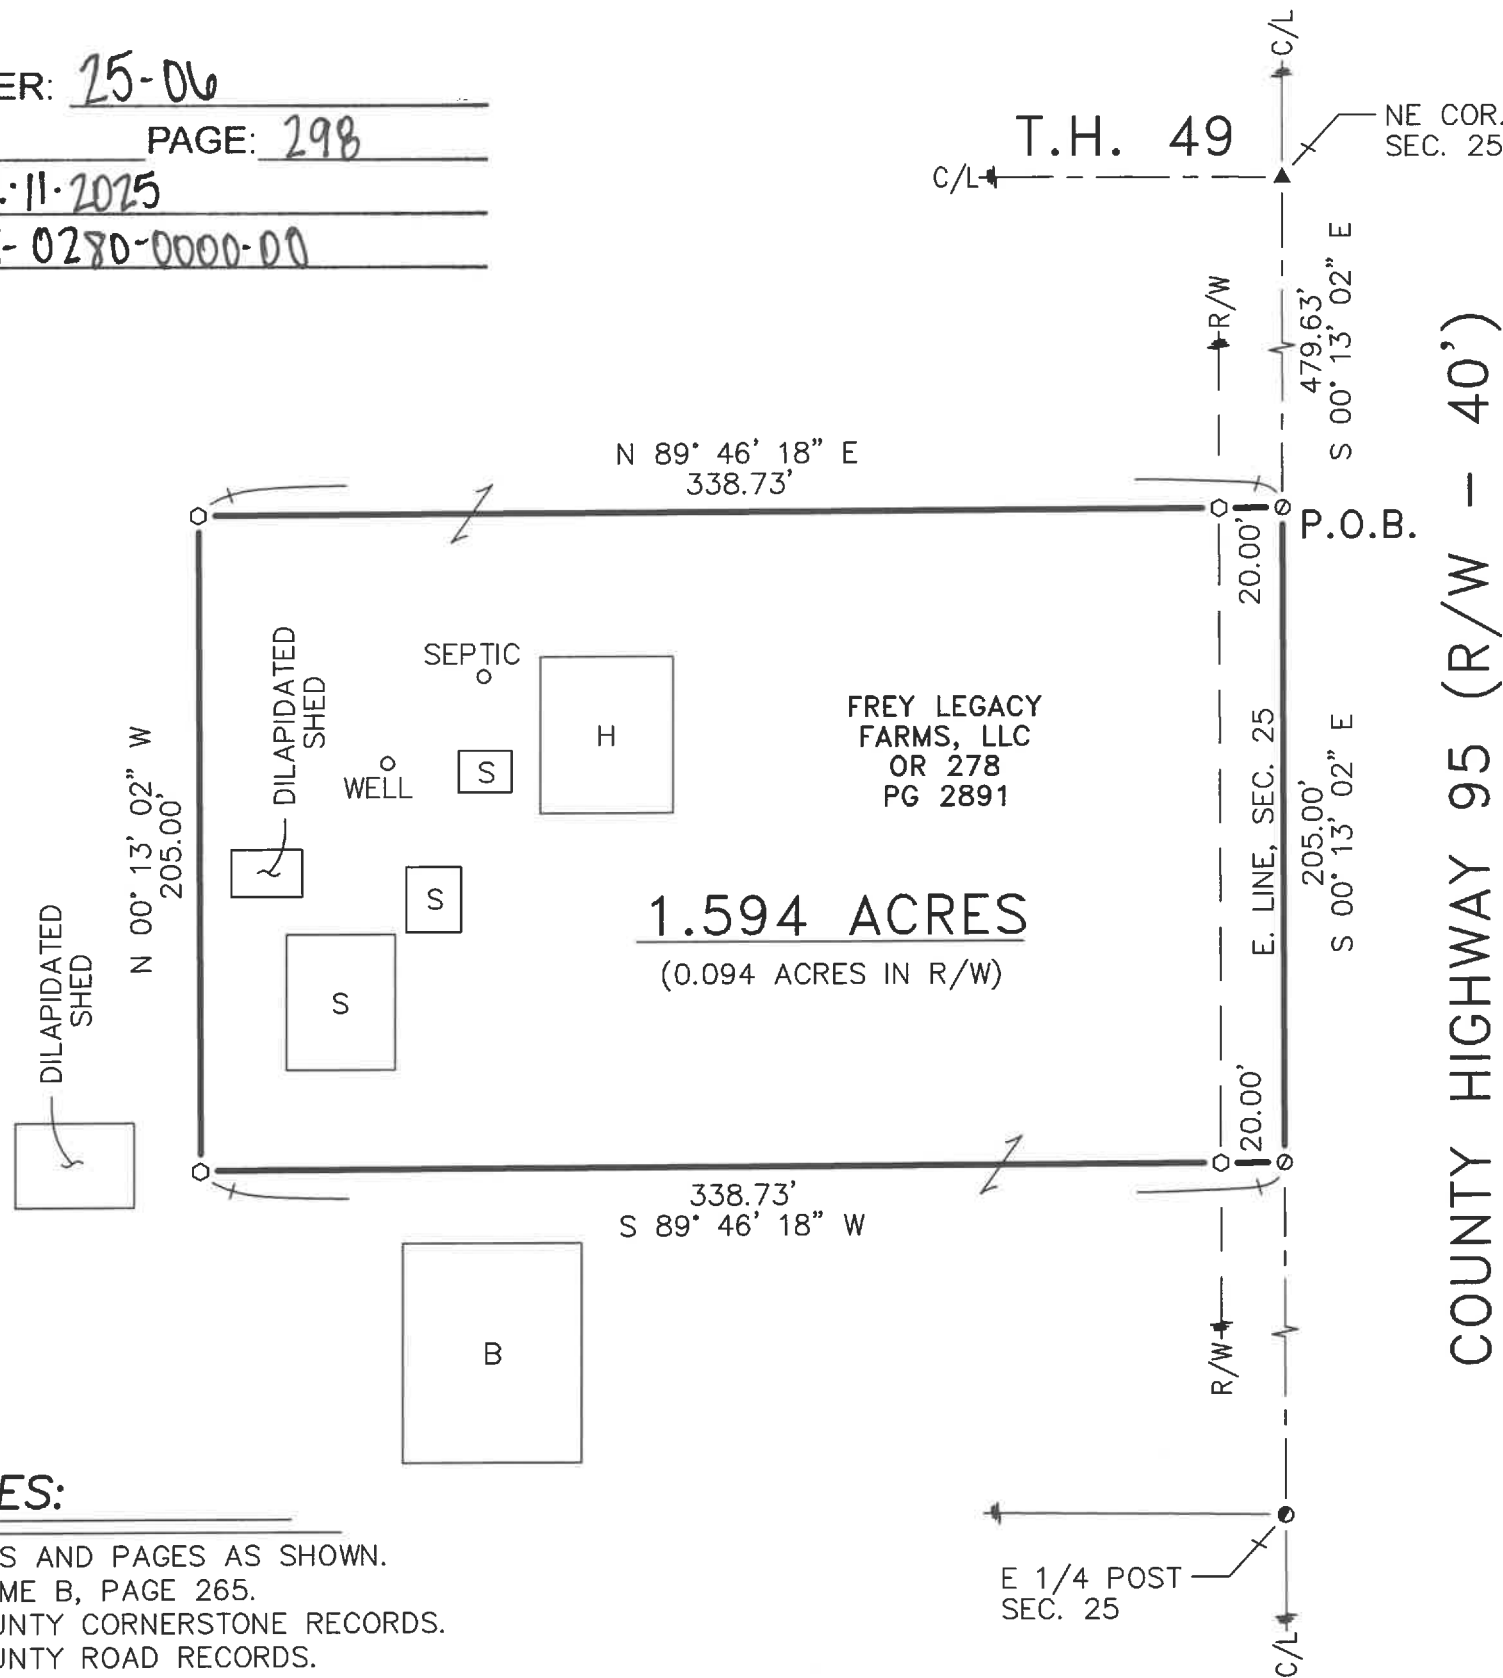 ER: 25-06
PAGE: 298
11·2025
- 0280-0000-00
C/L
T.H. 49
NE COR.
SEC. 25
C/L
R/W
479.63'
S 00° 13' 02" E
N 89° 46' 18" E
338.73'
P.O.B.
20.00'
COUNTY HIGHWAY 95 (R/W - 40')
DILAPIDATED
SHED
SEPTIC
WELL
S
H
FREY LEGACY
FARMS, LLC
OR 278
PG 2891
E. LINE, SEC. 25
205.00'
S 00° 13' 02" E
N 00° 13' 02" W
205.00'
S
S
1.594 ACRES
(0.094 ACRES IN R/W)
DILAPIDATED
SHED
20.00'
338.73'
S 89° 46' 18" W
B
R/W
ES:
S AND PAGES AS SHOWN.
ME B, PAGE 265.
UNTY CORNERSTONE RECORDS.
UNTY ROAD RECORDS.
E 1/4 POST
SEC. 25
C/L